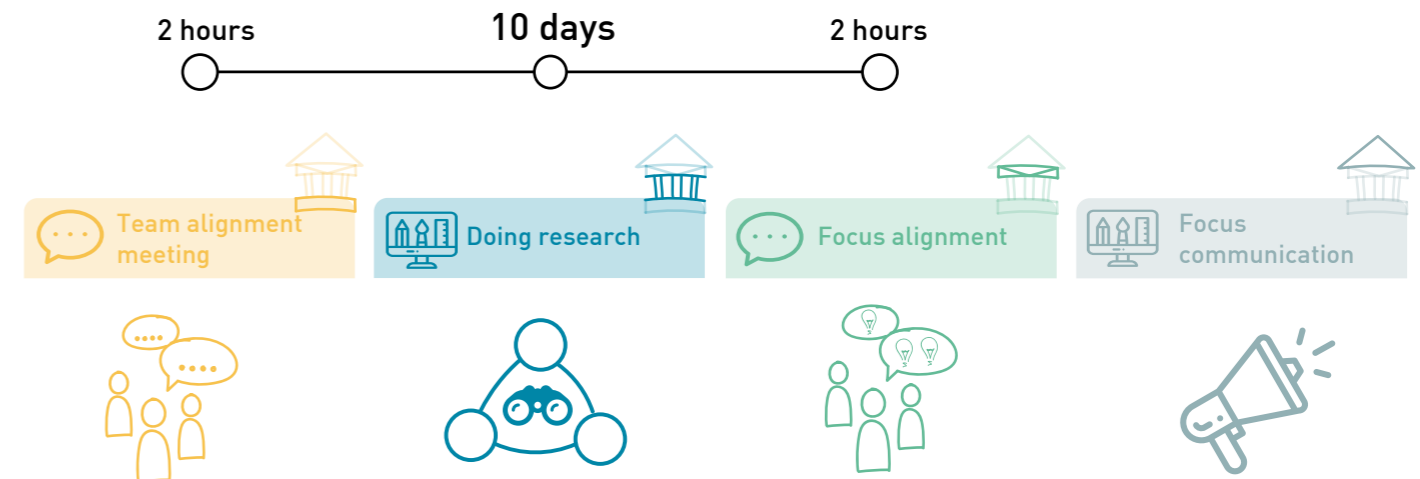 2 hours
10 days
2 hours
Team alignment
meeting
Doing research
Focus alignment
Focus
communication